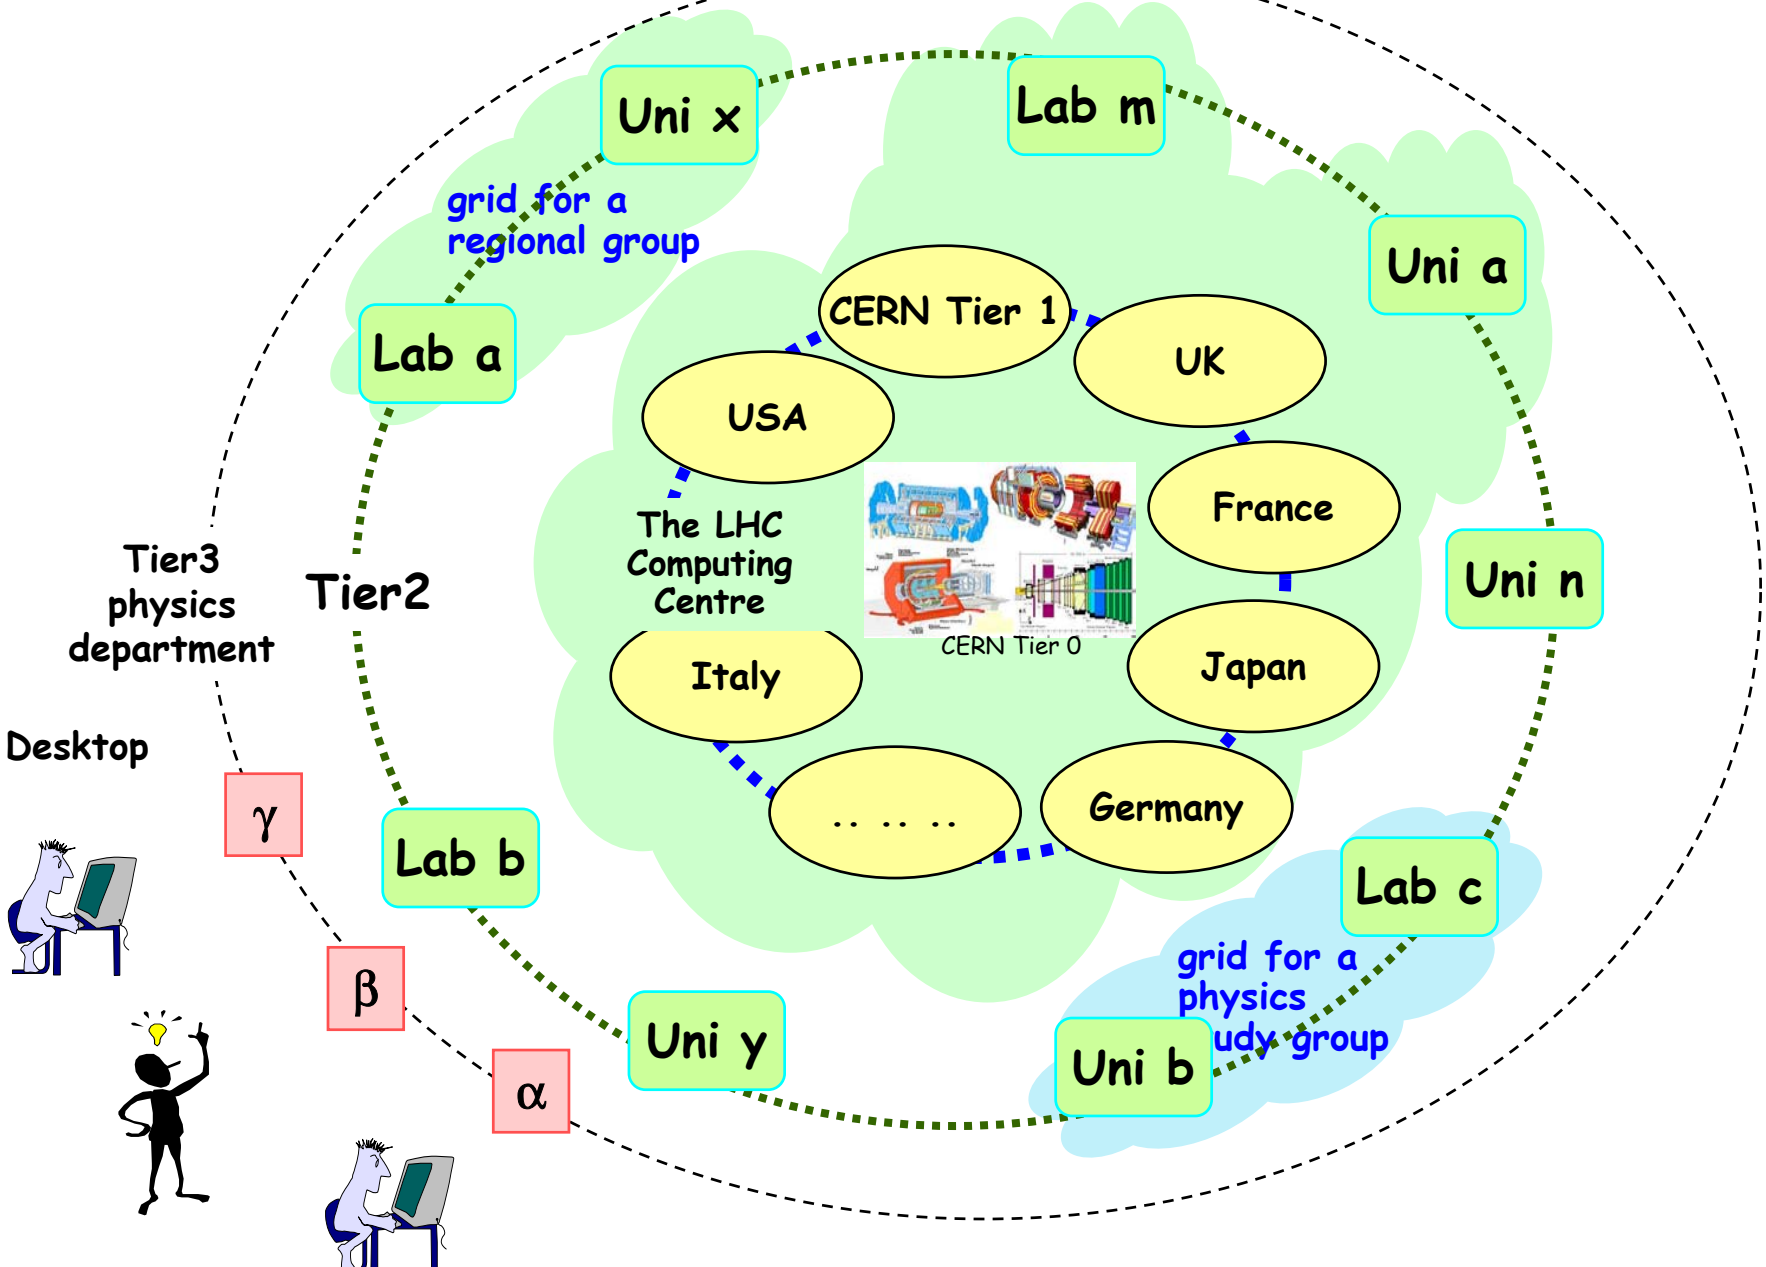 Uni x
Lab m
grid for a
regional group
Uni a
CERN Tier 1
Lab a
UK
USA
France
The LHC
Computing
Centre
Tier3
physics
department
Tier2
Uni n
CERN Tier 0
Italy
Japan
Desktop
γ
.. .. ..
Germany
Lab b
Lab c
grid for a
physics
udy group
β
Uni y
Uni b
α